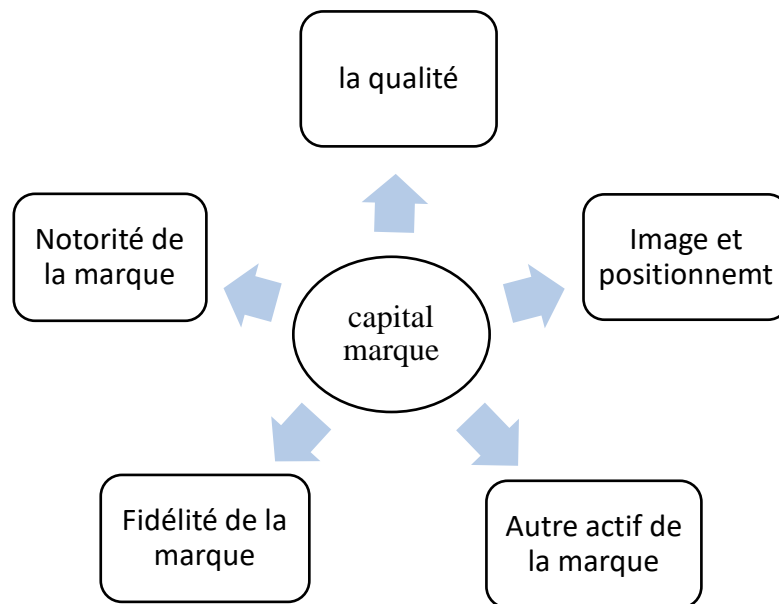 la qualité
Notorité de
la marque
Image et
positionnemt
capital
marque
Fidélité de la
marque
Autre actif de
la marque